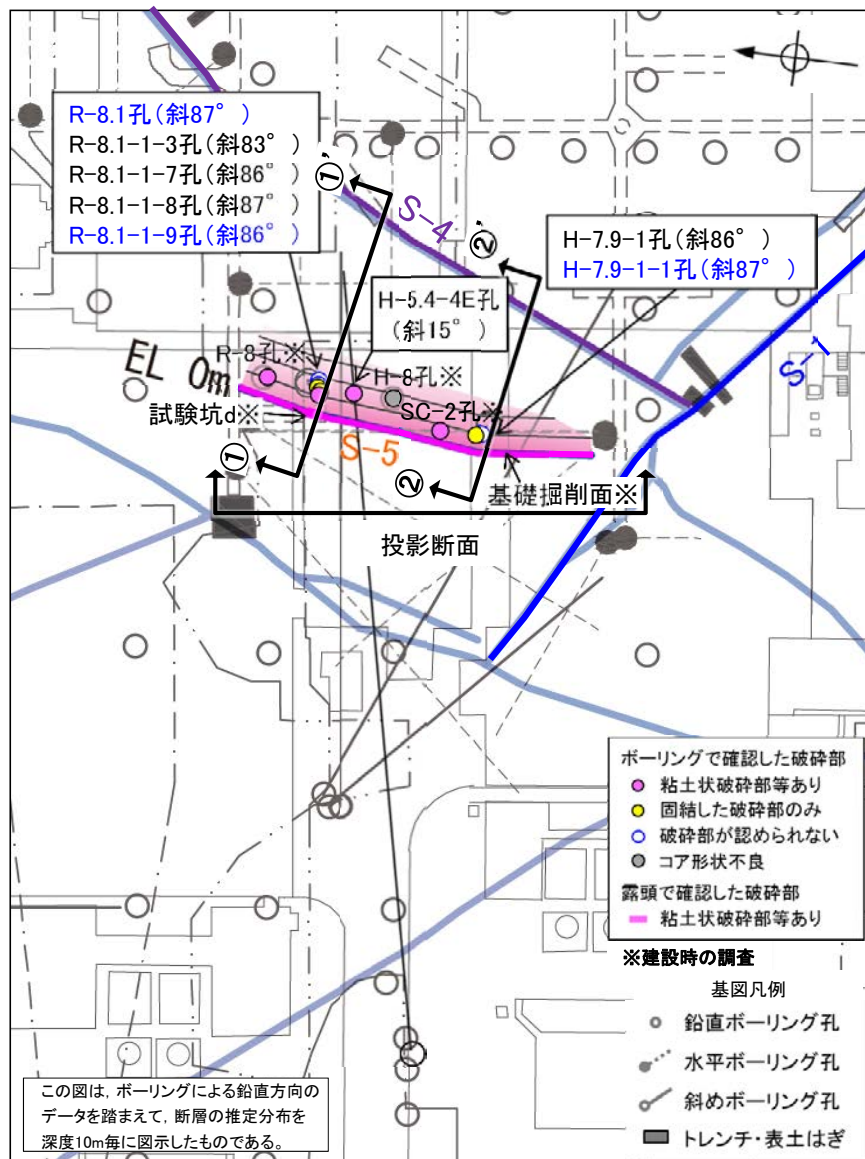 R-8.1孔(斜87°)
R-8.1-1-3孔(斜83°)
R-8.1-1-7孔(斜86°)
R-8.1-1-8孔(斜87°)
R-8.1-1-9孔(斜86°)
①’
S-4
②’
H-7.9-1孔(斜86°)
H-7.9-1-1孔(斜87°)
H-5.4-4E孔
(斜15°)
S-1
EL 0m
R-8孔※
H-8孔※
試験坑d※
SC-2孔※
S-5
①
②
基礎掘削面※
投影断面
ボーリングで確認した破砕部
粘土状破砕部等あり
固結した破砕部のみ
破砕部が認められない
コア形状不良
露頭で確認した破砕部
粘土状破砕部等あり
※建設時の調査
基図凡例
鉛直ボーリング孔
水平ボーリング孔
斜めボーリング孔
トレンチ・表土はぎ
この図は，ボーリングによる鉛直方向の
データを踏まえて，断層の推定分布を
深度10m毎に図示したものである。